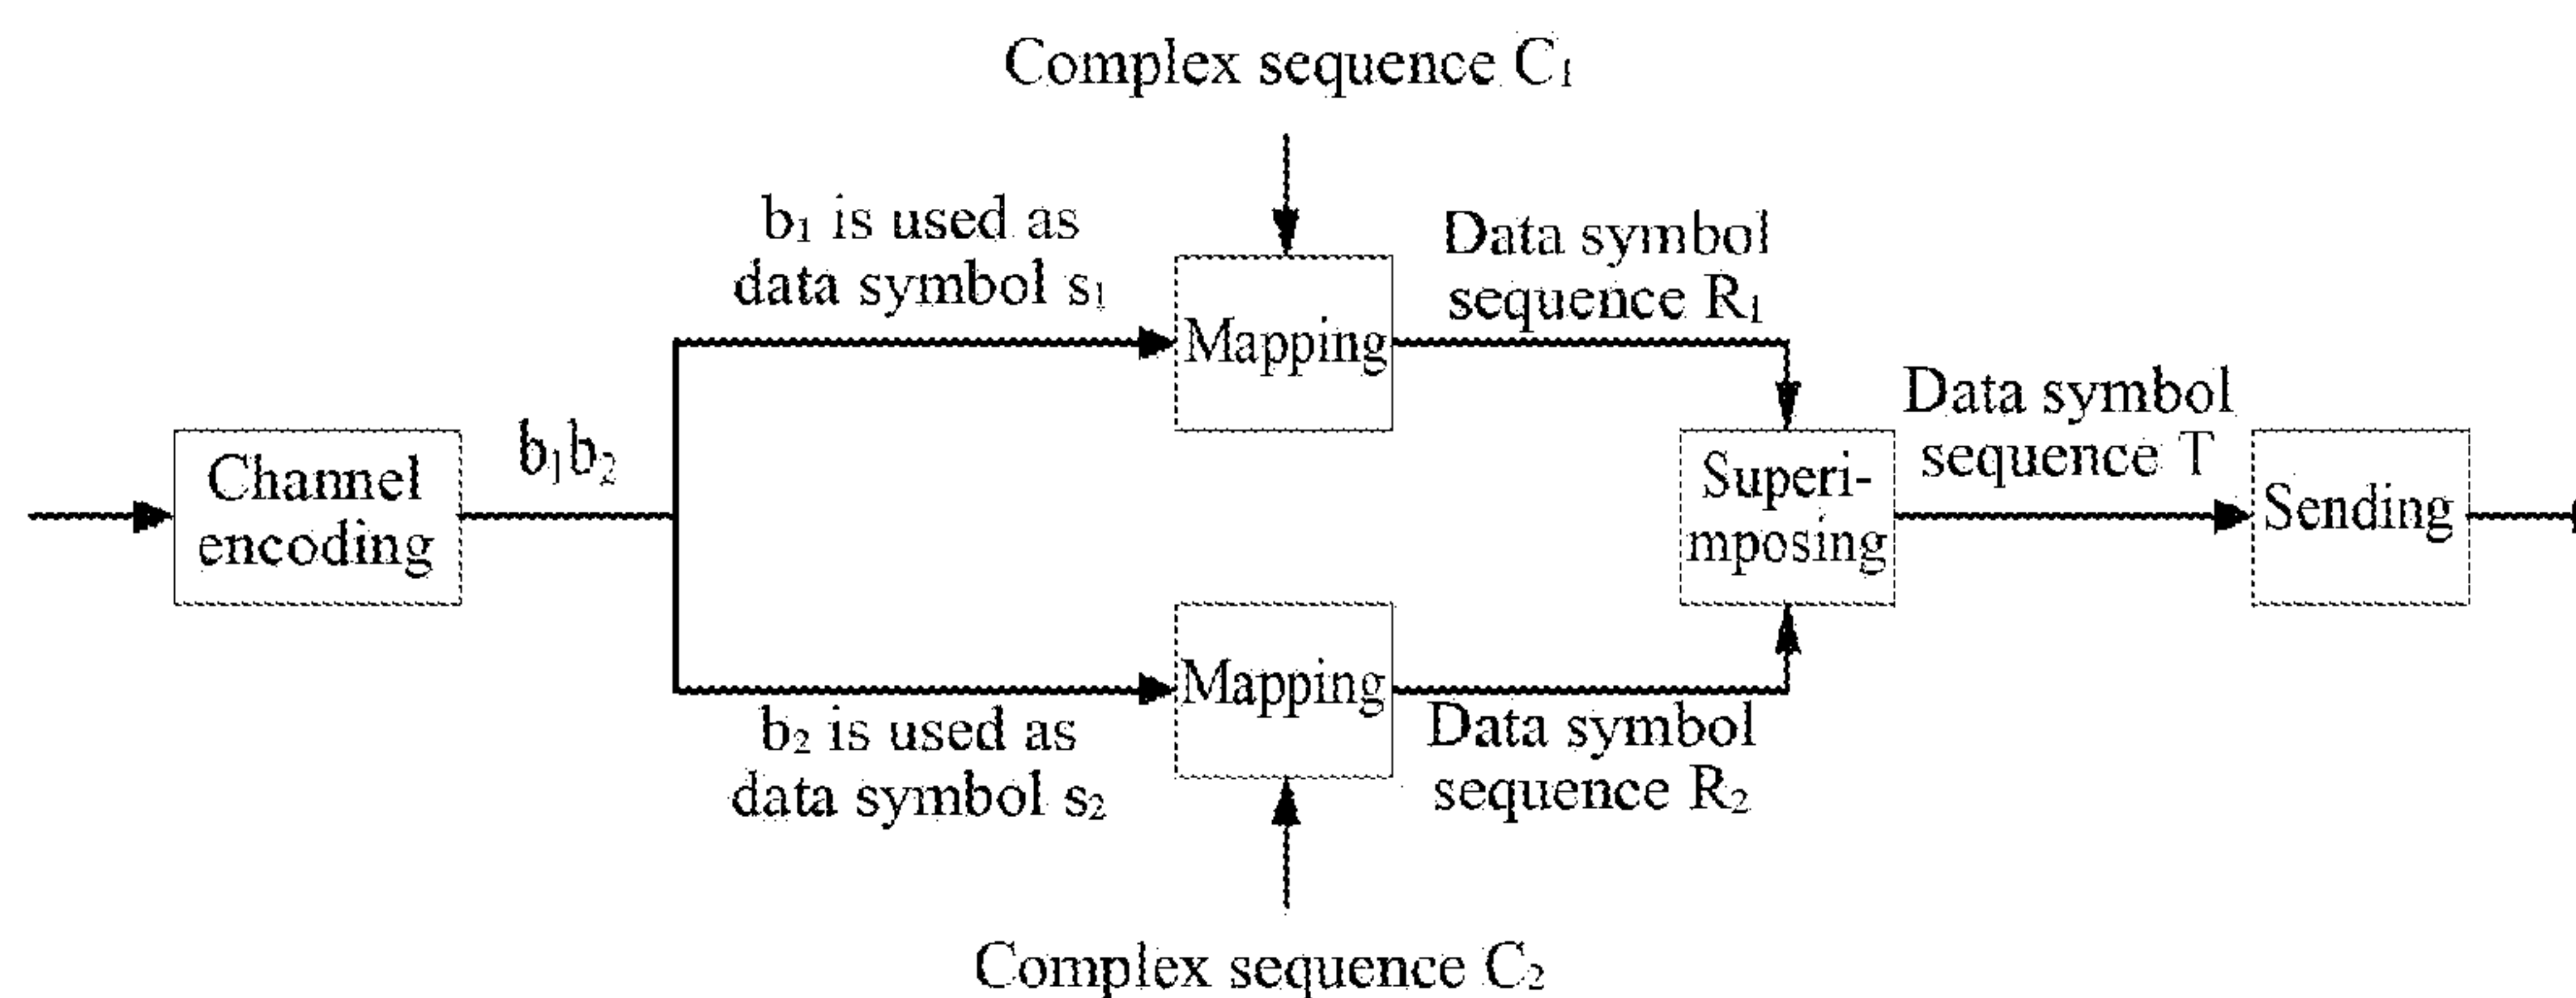 Complex sequence C₁
b₁ is used as
data symbol s₁
Data symbol
sequence R₁
Mapping
Channel
encoding
b₁b₂
Superi-
mposing
Data symbol
sequence T
Sending
b₂ is used as
data symbol s₂
Mapping
Data symbol
sequence R₂
Complex sequence C₂